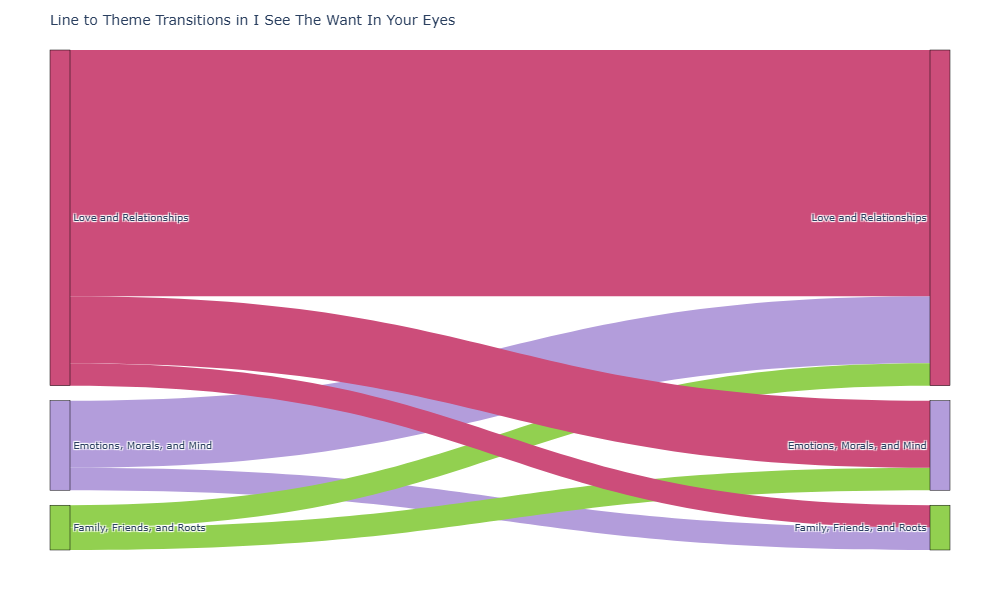 Line to Theme Transitions in I See The Want In Your Eyes
Love and Relationships
Love and Relationships
Emotions, Morals, and Mind
Emotions, Morals, and Mind
Family, Friends, and Roots
Family, Friends, and Roots